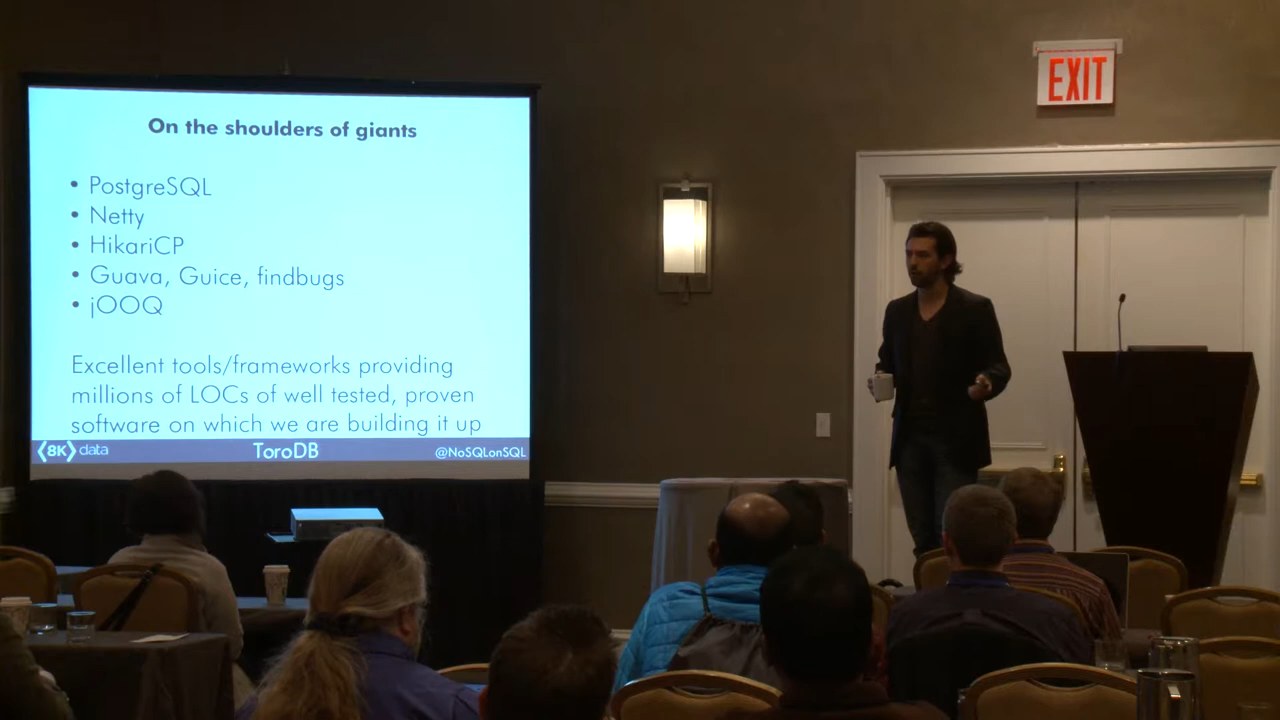 On the shoulders of giants
• PostgreSQL
• Netty
• HikariCP
• Guava, Guice, findbugs
• jOOQ
Excellent tools/frameworks providing
millions of LOCs of well tested, proven
software on which we are building it up
8K data
ToroDB
@NoSQLonSQL
EXIT